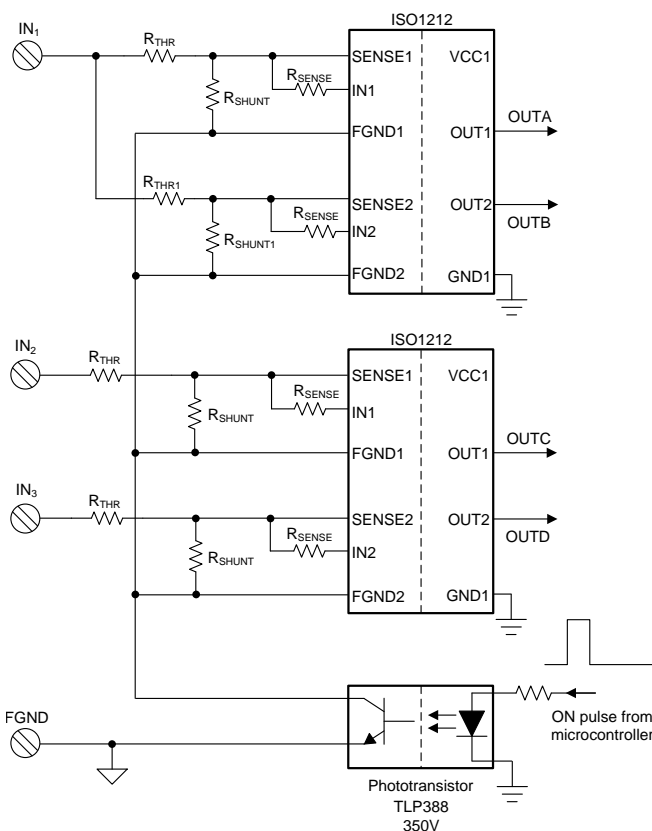 ISO1212
IN1
RTHR
SENSE1
VCC1
RSENSE
IN1
RSHUNT
OUTA
FGND1
OUT1
RTHR1
SENSE2
OUT2
RSENSE
OUTB
IN2
RSHUNT1
FGND2
GND1
ISO1212
IN2
RTHR
SENSE1
VCC1
RSENSE
IN1
RSHUNT
OUTC
FGND1
OUT1
IN3
RTHR
SENSE2
OUT2
RSENSE
OUTD
IN2
RSHUNT
FGND2
GND1
FGND
ON pulse from
microcontroller
Phototransistor
TLP388
350V